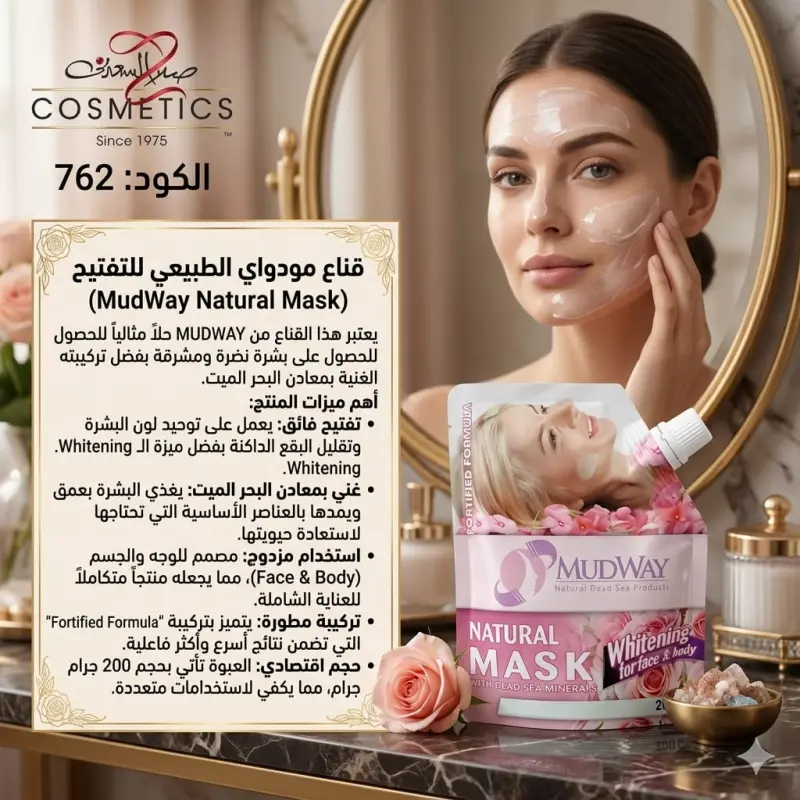 صلاح السعدني
COSMETICS
Since 1975
TM
الكود: 762
قناع مودواي الطبيعي للتفتيح
(MudWay Natural Mask)
يعتبر هذا القناع من MUDWAY حلاً مثالياً للحصول
للحصول على بشرة نضرة ومشرقة بفضل تركيبته
الغنية بمعادن البحر الميت.
أهم ميزات المنتج:
• تفتيح فائق: يعمل على توحيد لون البشرة
وتقليل البقع الداكنة بفضل ميزة الـ Whitening.
Whitening.
• غني بمعادن البحر الميت: يغذي البشرة بعمق
ويمدها بالعناصر الأساسية التي تحتاجها
لاستعادة حيويتها.
• استخدام مزدوج: مصمم للوجه والجسم
(Face & Body)، مما يجعله منتجاً متكاملاً
للعناية الشاملة.
• تركيبة مطورة: يتميز بتركيبة "Fortified Formula"
التي تضمن نتائج أسرع وأكثر فاعلية.
• حجم اقتصادي: العبوة تأتي بحجم 200 جرام
جرام، مما يكفي لاستخدامات متعددة.
FORTIFIED FORMULA
MUDWAY
Natural Dead Sea Products
NATURAL
MASK
WITH DEAD SEA MINERALS
Whitening
for face & body